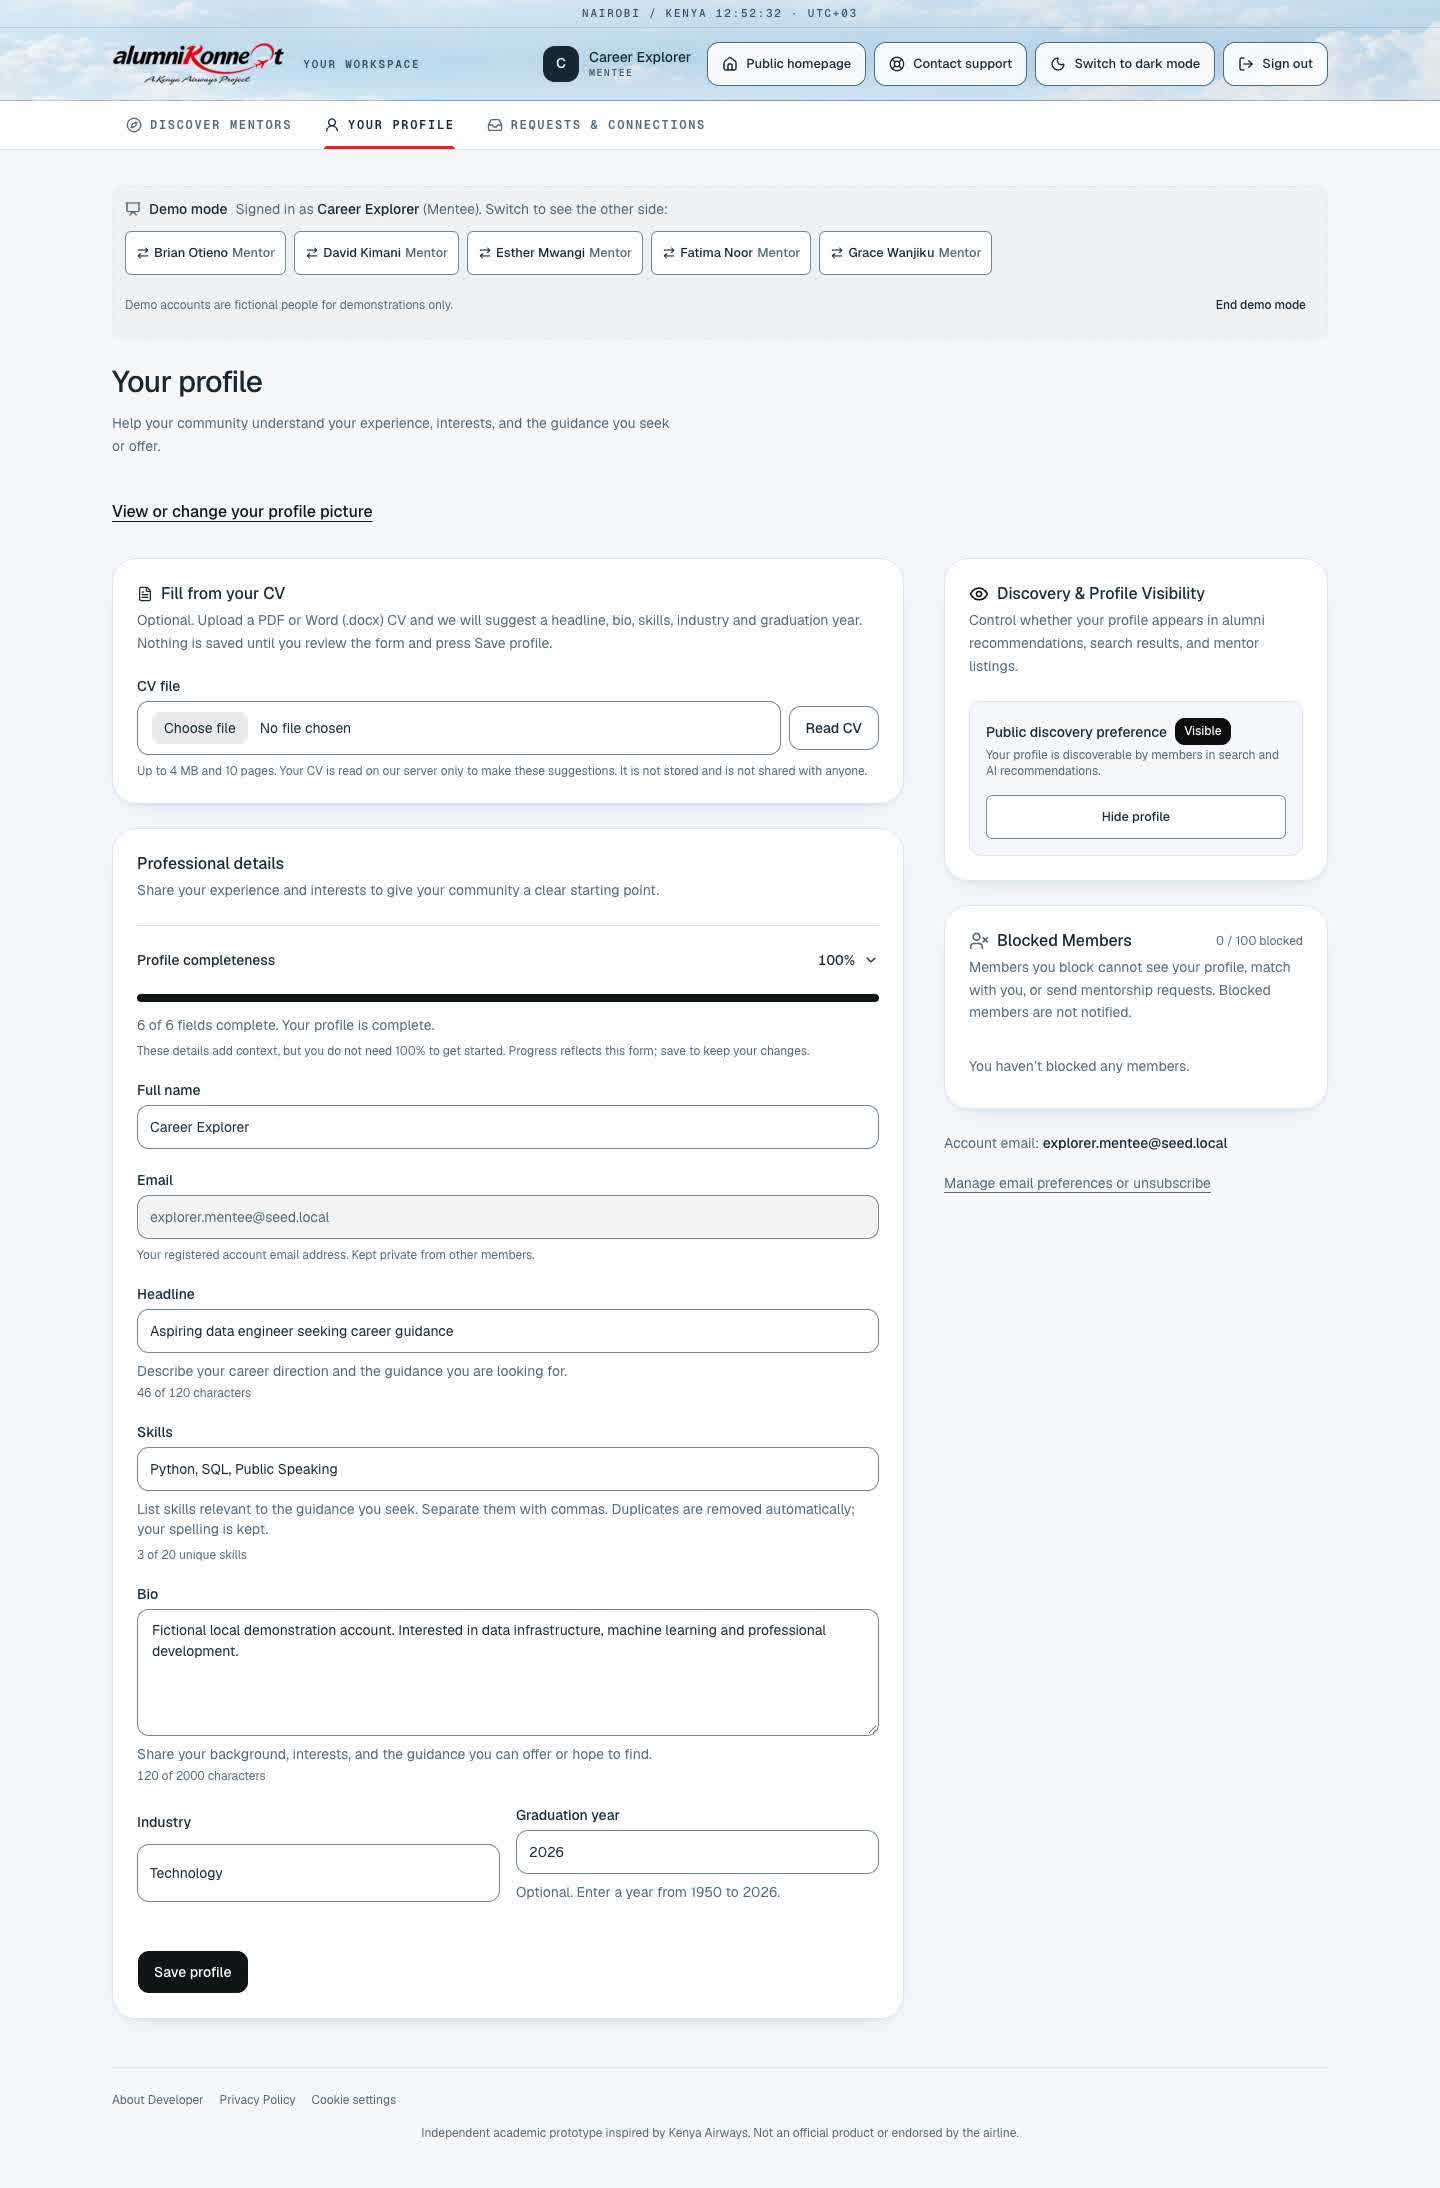 NAIROBI / KENYA 12:52:32 · UTC+03
alumniKonnect
A Kenya Airways Project
YOUR WORKSPACE
C
Career Explorer
MENTEE
Public homepage
Contact support
Switch to dark mode
Sign out
DISCOVER MENTORS
YOUR PROFILE
REQUESTS & CONNECTIONS
Demo mode Signed in as Career Explorer (Mentee). Switch to see the other side:
Brian Otieno Mentor
David Kimani Mentor
Esther Mwangi Mentor
Fatima Noor Mentor
Grace Wanjiku Mentor
Demo accounts are fictional people for demonstrations only.
End demo mode
Your profile
Help your community understand your experience, interests, and the guidance you seek
or offer.
View or change your profile picture
Fill from your CV
Optional. Upload a PDF or Word (.docx) CV and we will suggest a headline, bio, skills, industry and graduation year.
Nothing is saved until you review the form and press Save profile.
CV file
Choose file No file chosen
Read CV
Up to 4 MB and 10 pages. Your CV is read on our server only to make these suggestions. It is not stored and is not shared with anyone.
Professional details
Share your experience and interests to give your community a clear starting point.
Profile completeness
100%
6 of 6 fields complete. Your profile is complete.
These details add context, but you do not need 100% to get started. Progress reflects this form; save to keep your changes.
Full name
Career Explorer
Email
explorer.mentee@seed.local
Your registered account email address. Kept private from other members.
Headline
Aspiring data engineer seeking career guidance
Describe your career direction and the guidance you are looking for.
46 of 120 characters
Skills
Python, SQL, Public Speaking
List skills relevant to the guidance you seek. Separate them with commas. Duplicates are removed automatically;
your spelling is kept.
3 of 20 unique skills
Bio
Fictional local demonstration account. Interested in data infrastructure, machine learning and professional
development.
Share your background, interests, and the guidance you can offer or hope to find.
120 of 2000 characters
Industry
Technology
Graduation year
2026
Optional. Enter a year from 1950 to 2026.
Save profile
Discovery & Profile Visibility
Control whether your profile appears in alumni
recommendations, search results, and mentor
listings.
Public discovery preference Visible
Your profile is discoverable by members in search and
AI recommendations.
Hide profile
Blocked Members
0 / 100 blocked
Members you block cannot see your profile, match
with you, or send mentorship requests. Blocked
members are not notified.
You haven't blocked any members.
Account email: explorer.mentee@seed.local
Manage email preferences or unsubscribe
About Developer
Privacy Policy
Cookie settings
Independent academic prototype inspired by Kenya Airways. Not an official product or endorsed by the airline.